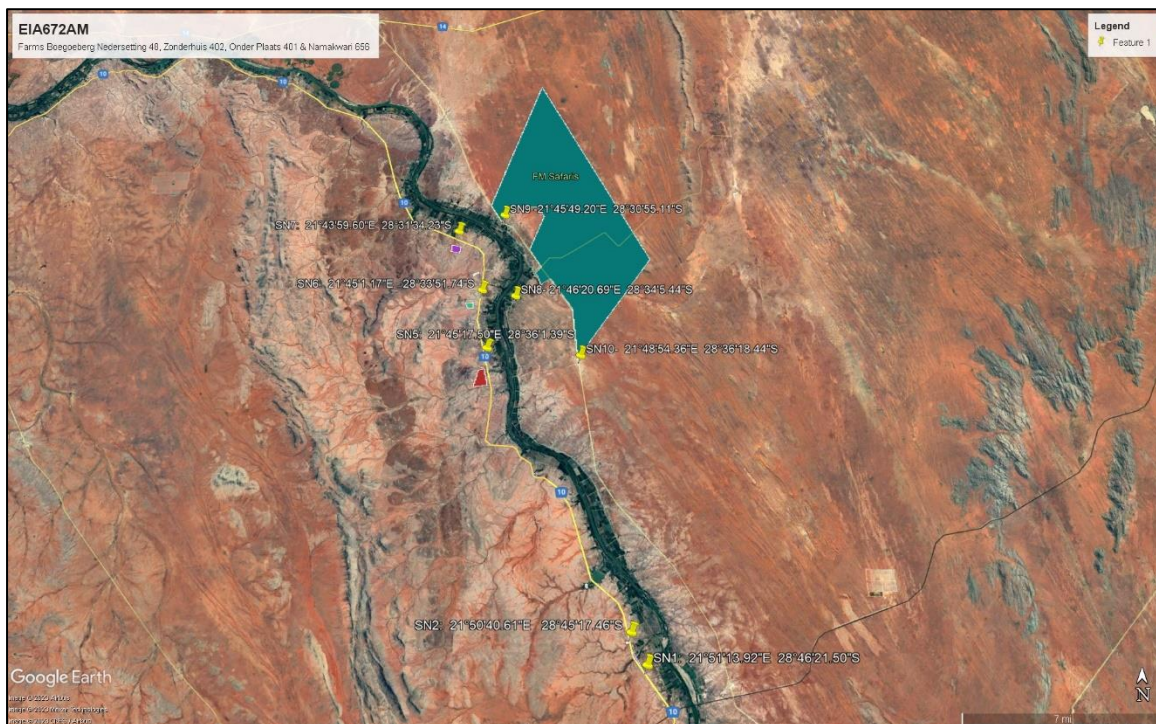 EIA672AM
Farms Boegoeberg Nedersetting 48, Zonderhuis 402, Onder Plaats 401 & Namakwari 656
Legend
Feature 1
14
10
10
FM Safaris
10
SN9: 21°45'49.20"E 28°30'55.11"S
SN7: 21°43'59.60"E 28°31'34.23"S
SN6: 21°45'1.17"E 28°33'51.74"S
SN8: 21°46'20.69"E 28°34'5.44"S
SN5: 21°45'17.50"E 28°36'1.39"S
10
SN10: 21°48'54.36"E 28°36'18.44"S
10
SN2: 21°50'40.61"E 28°45'17.46"S
SN1: 21°51'13.92"E 28°46'21.50"S
Google Earth
10
N
7 mi